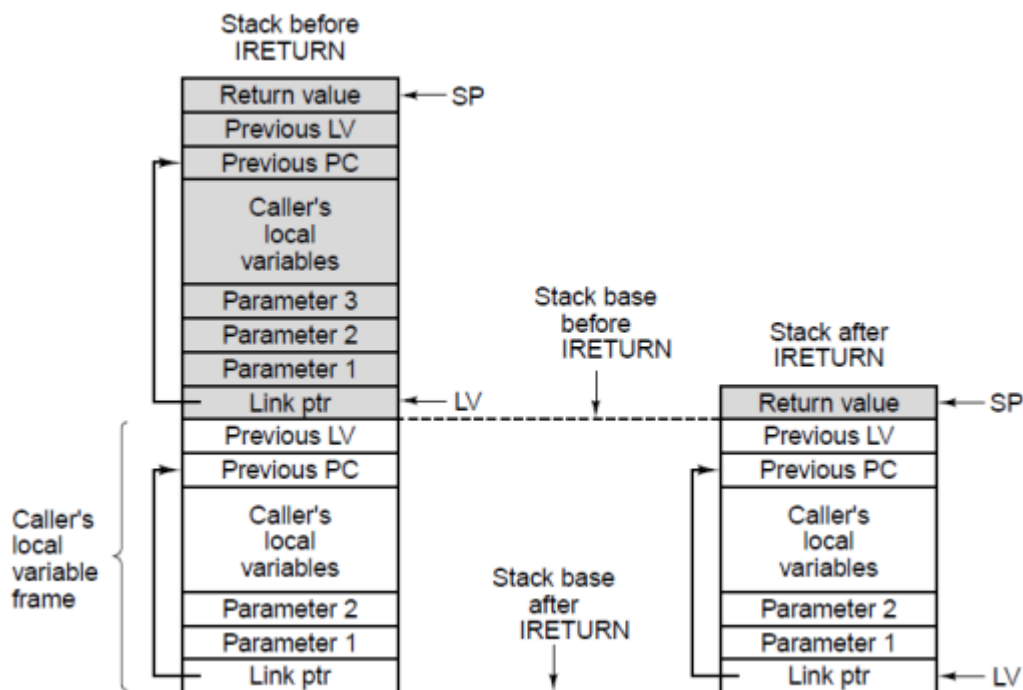 Stack before
IRETURN
Return value
SP
Previous LV
Previous PC
Caller's
local
variables
Parameter 3
Parameter 2
Parameter 1
Link ptr
LV
Previous LV
Previous PC
Caller's
local
variables
Parameter 2
Parameter 1
Link ptr
Caller's
local
variable
frame
Stack base
before
IRETURN
Stack base
after
IRETURN
Stack after
IRETURN
Return value
SP
Previous LV
Previous PC
Caller's
local
variables
Parameter 2
Parameter 1
Link ptr
LV